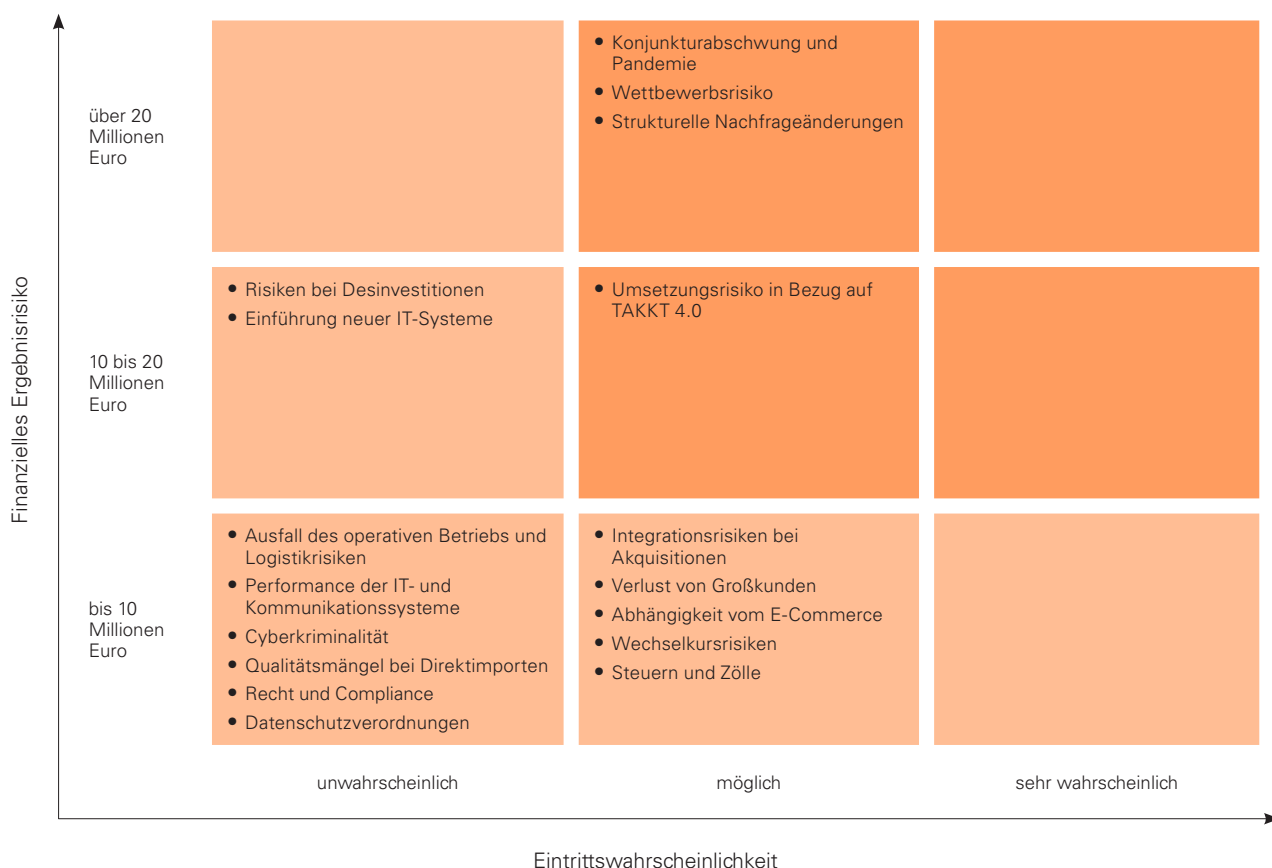 Finanzielles Ergebnisrisiko
über 20
Millionen
Euro
• Konjunkturabschwung und
Pandemie
• Wettbewerbsrisiko
• Strukturelle Nachfrageänderungen
10 bis 20
Millionen
Euro
• Risiken bei Desinvestitionen
• Einführung neuer IT-Systeme
• Umsetzungsrisiko in Bezug auf
TAKKT 4.0
bis 10
Millionen
Euro
• Ausfall des operativen Betriebs und
Logistikrisiken
• Performance der IT- und
Kommunikationssysteme
• Cyberkriminalität
• Qualitätsmängel bei Direktimporten
• Recht und Compliance
• Datenschutzverordnungen
• Integrationsrisiken bei
Akquisitionen
• Verlust von Großkunden
• Abhängigkeit vom E-Commerce
• Wechselkursrisiken
• Steuern und Zölle
unwahrscheinlich
möglich
sehr wahrscheinlich
Eintrittswahrscheinlichkeit